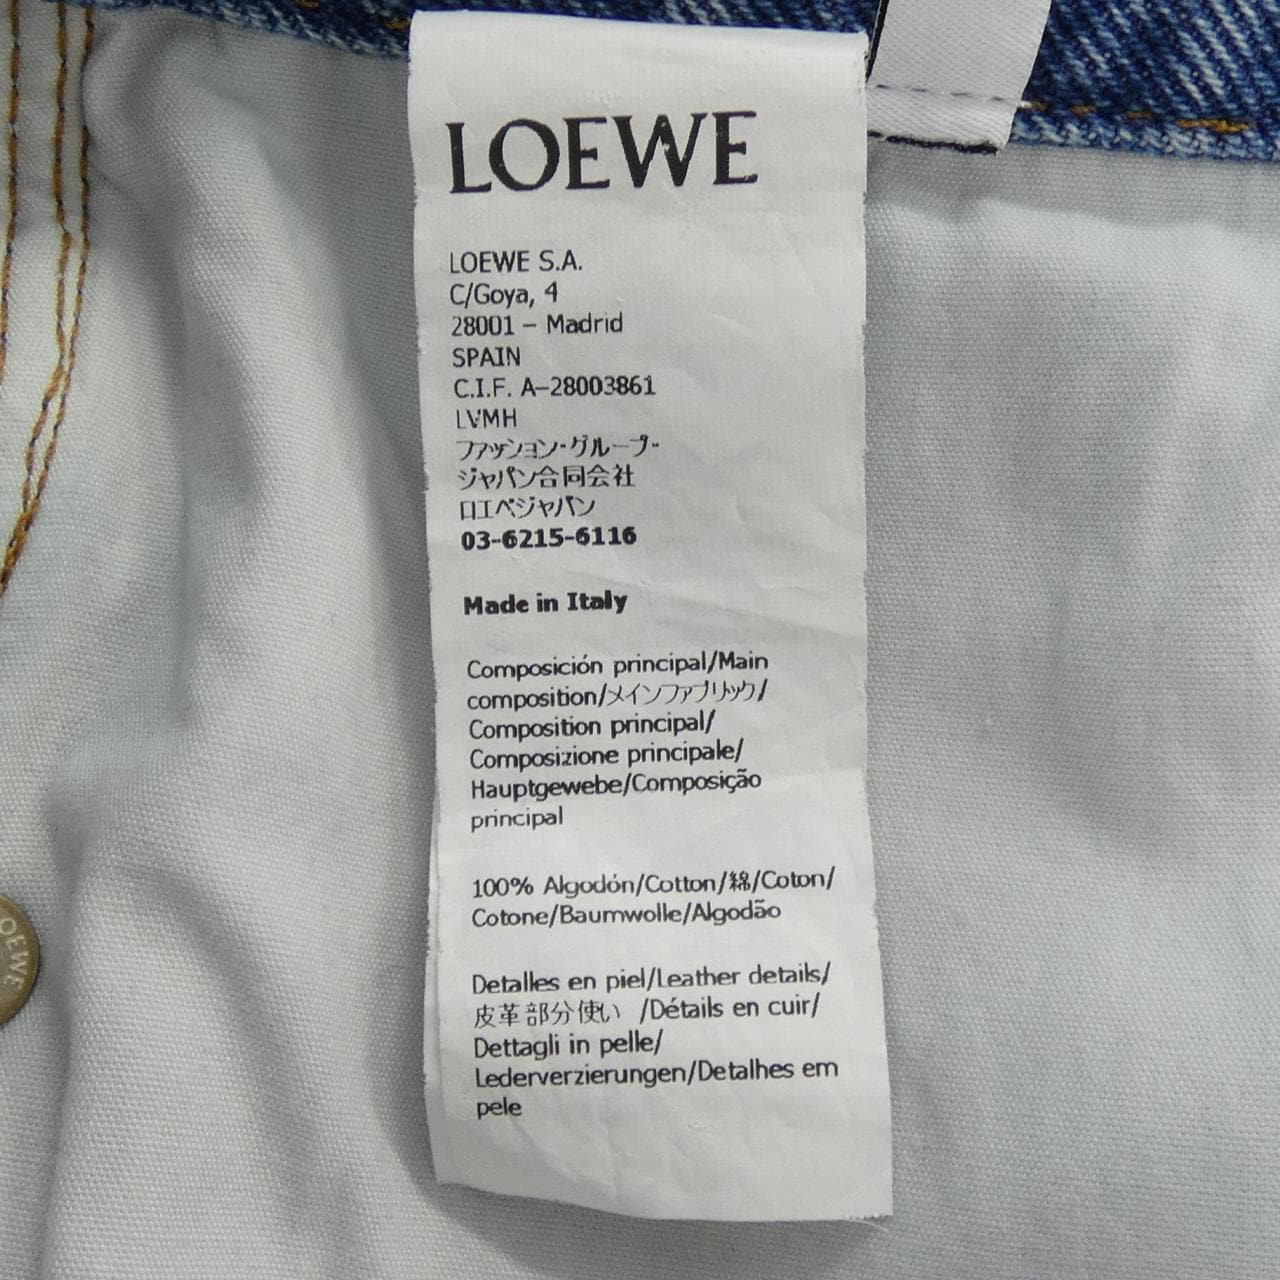 LOEWE
LOEWE S.A.
C/Goya, 4
28001 – Madrid
SPAIN
C.I.F. A-28003861
LVMH
ファッション・グループ・
ジャパン合同会社
ロエベジャパン
03-6215-6116
Made in Italy
Composición principal/Main
composition/メインファブリック/
Composition principal/
Composizione principale/
Hauptgewebe/Composição
principal
100% Algodón/Cotton/綿/Coton/
Cotone/Baumwolle/Algodão
Detalles en piel/Leather details/
皮革部分使い /Détails en cuir/
Dettagli in pelle/
Lederverzierungen/Detalhes em
pele
LOEWE